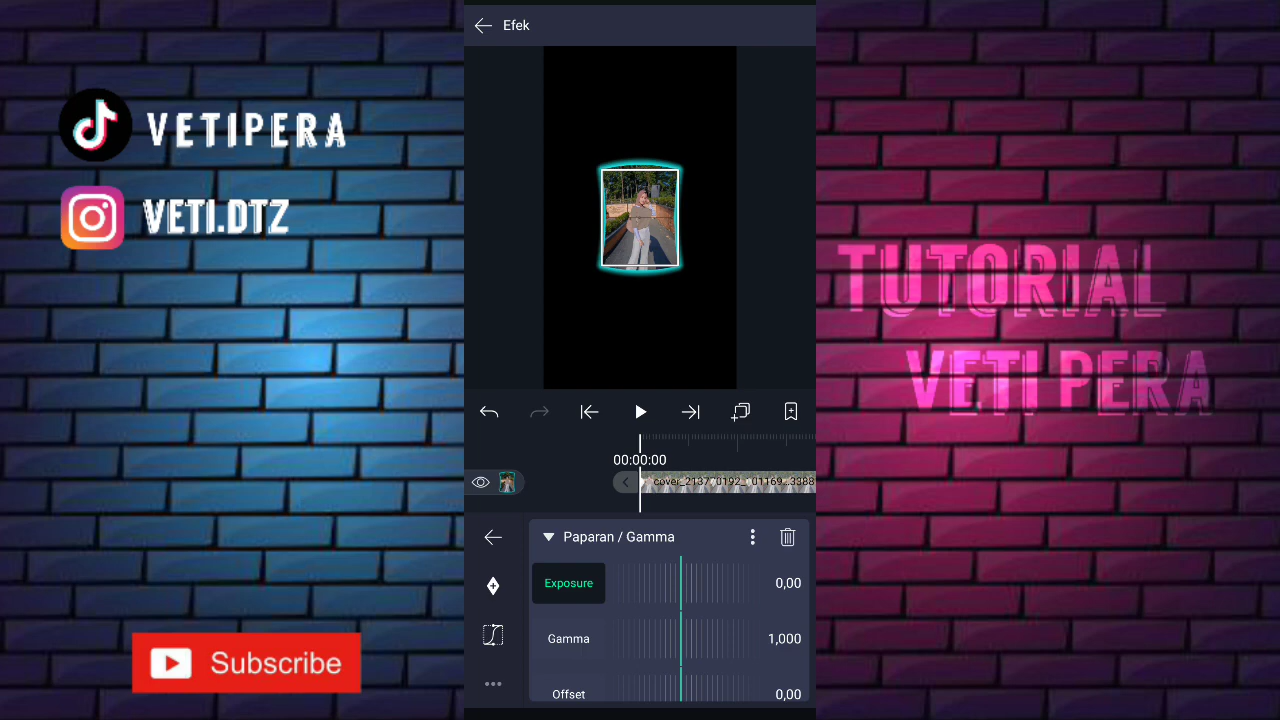 Efek
VETIPERA
VETI.DTZ
TUTORIAL
VETI PERA
00:00:00
Paparan / Gamma
Exposure
0,00
Gamma
1,000
Offset
0,00
Subscribe